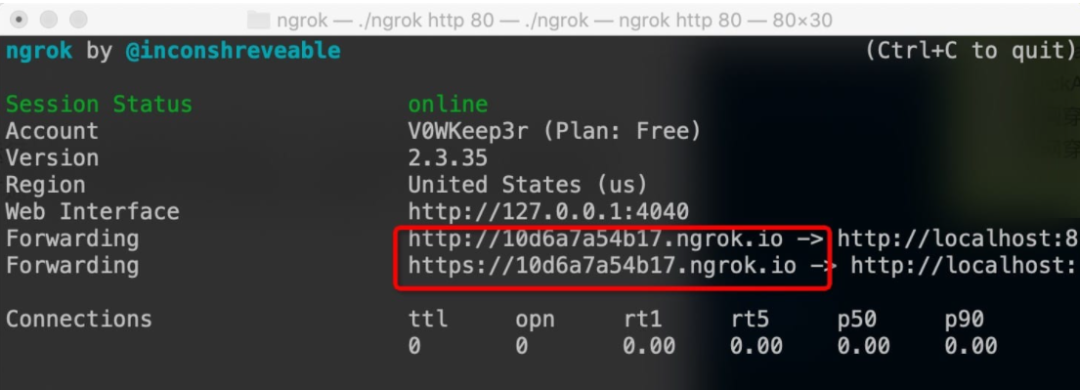 ngrok — ./ngrok http 80 — ./ngrok — ngrok http 80 — 80×30
ngrok by @inconshreveable (Ctrl+C to quit)
Session Status online
Account V0WKeep3r (Plan: Free)
Version 2.3.35
Region United States (us)
Web Interface http://127.0.0.1:4040
Forwarding http://10d6a7a54b17.ngrok.io -> http://localhost:8
Forwarding https://10d6a7a54b17.ngrok.io -> http://localhost:
Connections ttl opn rt1 rt5 p50 p90
0 0 0.00 0.00 0.00 0.00